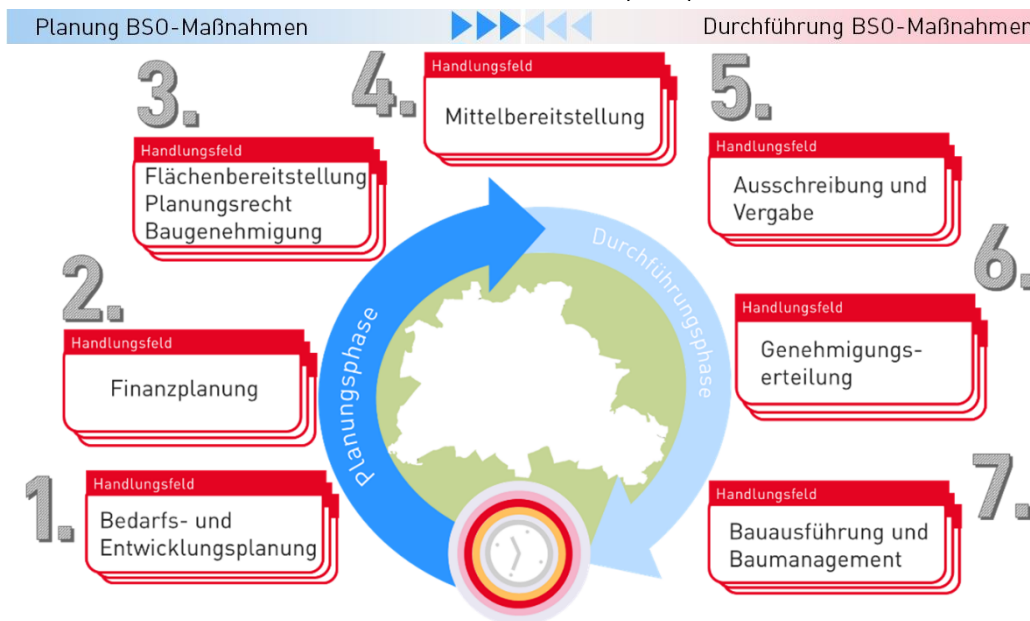 Planung BSO-Maßnahmen
Durchführung BSO-Maßnahmen
1.
Handlungsfeld
Bedarfs- und
Entwicklungsplanung
2.
Handlungsfeld
Finanzplanung
3.
Handlungsfeld
Flächenbereitstellung
Planungsrecht
Baugenehmigung
4.
Handlungsfeld
Mittelbereitstellung
5.
Handlungsfeld
Ausschreibung und
Vergabe
6.
Handlungsfeld
Genehmigungs-
erteilung
7.
Handlungsfeld
Bauausführung und
Baumanagement
Planungsphase
Durchführungsphase